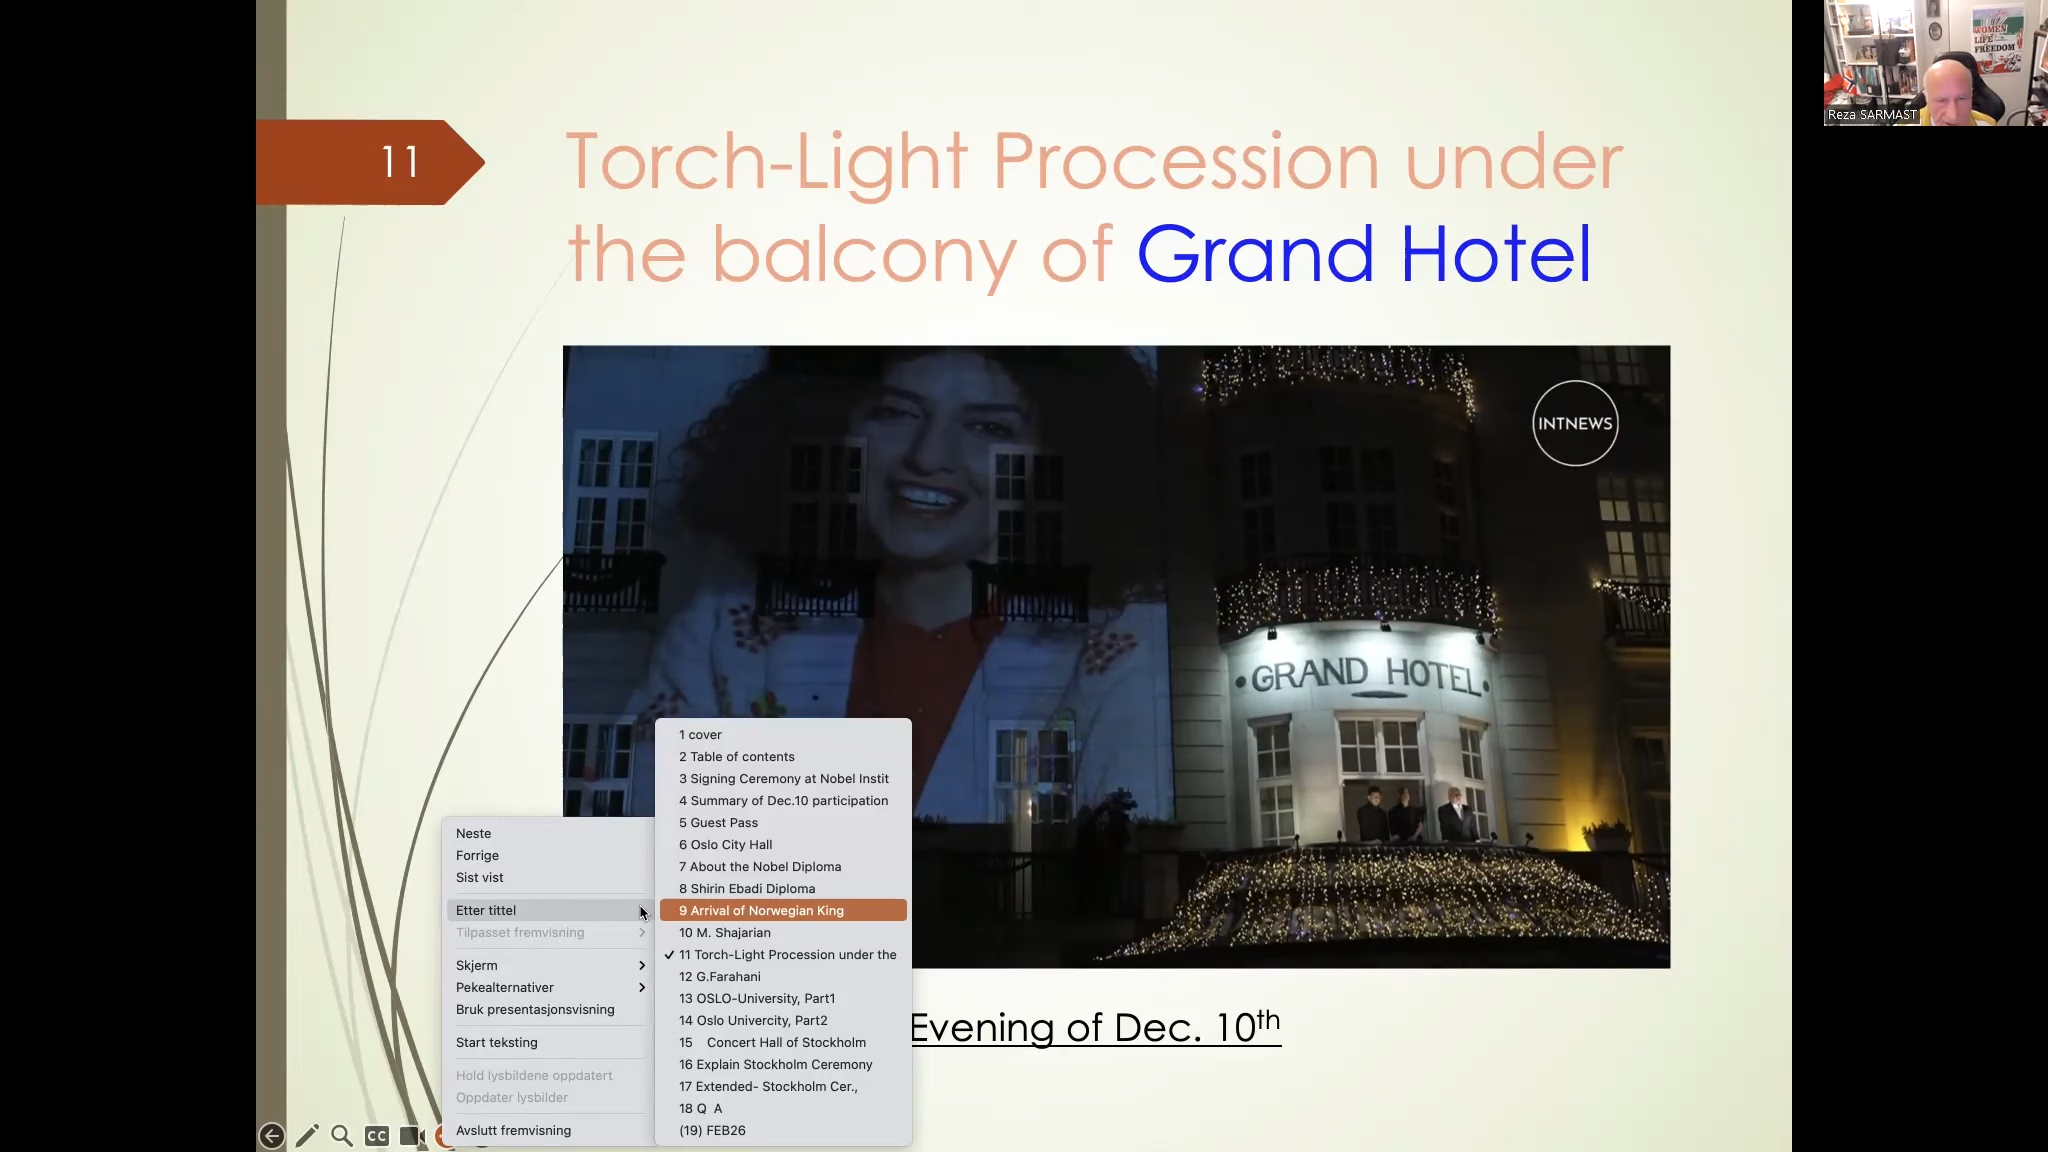 11
Torch-Light Procession under
the balcony of Grand Hotel
INTNEWS
• GRAND HOTEL •
Evening of Dec. 10th
Neste
Forrige
Sist vist
Etter tittel
Tilpasset fremvisning
Skjerm
Pekealternativer
Bruk presentasjonsvisning
Start teksting
Hold lysbildene oppdatert
Oppdater lysbilder
Avslutt fremvisning
1 cover
2 Table of contents
3 Signing Ceremony at Nobel Instit
4 Summary of Dec.10 participation
5 Guest Pass
6 Oslo City Hall
7 About the Nobel Diploma
8 Shirin Ebadi Diploma
9 Arrival of Norwegian King
10 M. Shajarian
✓ 11 Torch-Light Procession under the
12 G.Farahani
13 OSLO-University, Part1
14 Oslo Univercity, Part2
15 Concert Hall of Stockholm
16 Explain Stockholm Ceremony
17 Extended- Stockholm Cer.,
18 Q A
(19) FEB26
CC
WOMEN
LIFE
FREEDOM
Reza SARMAST